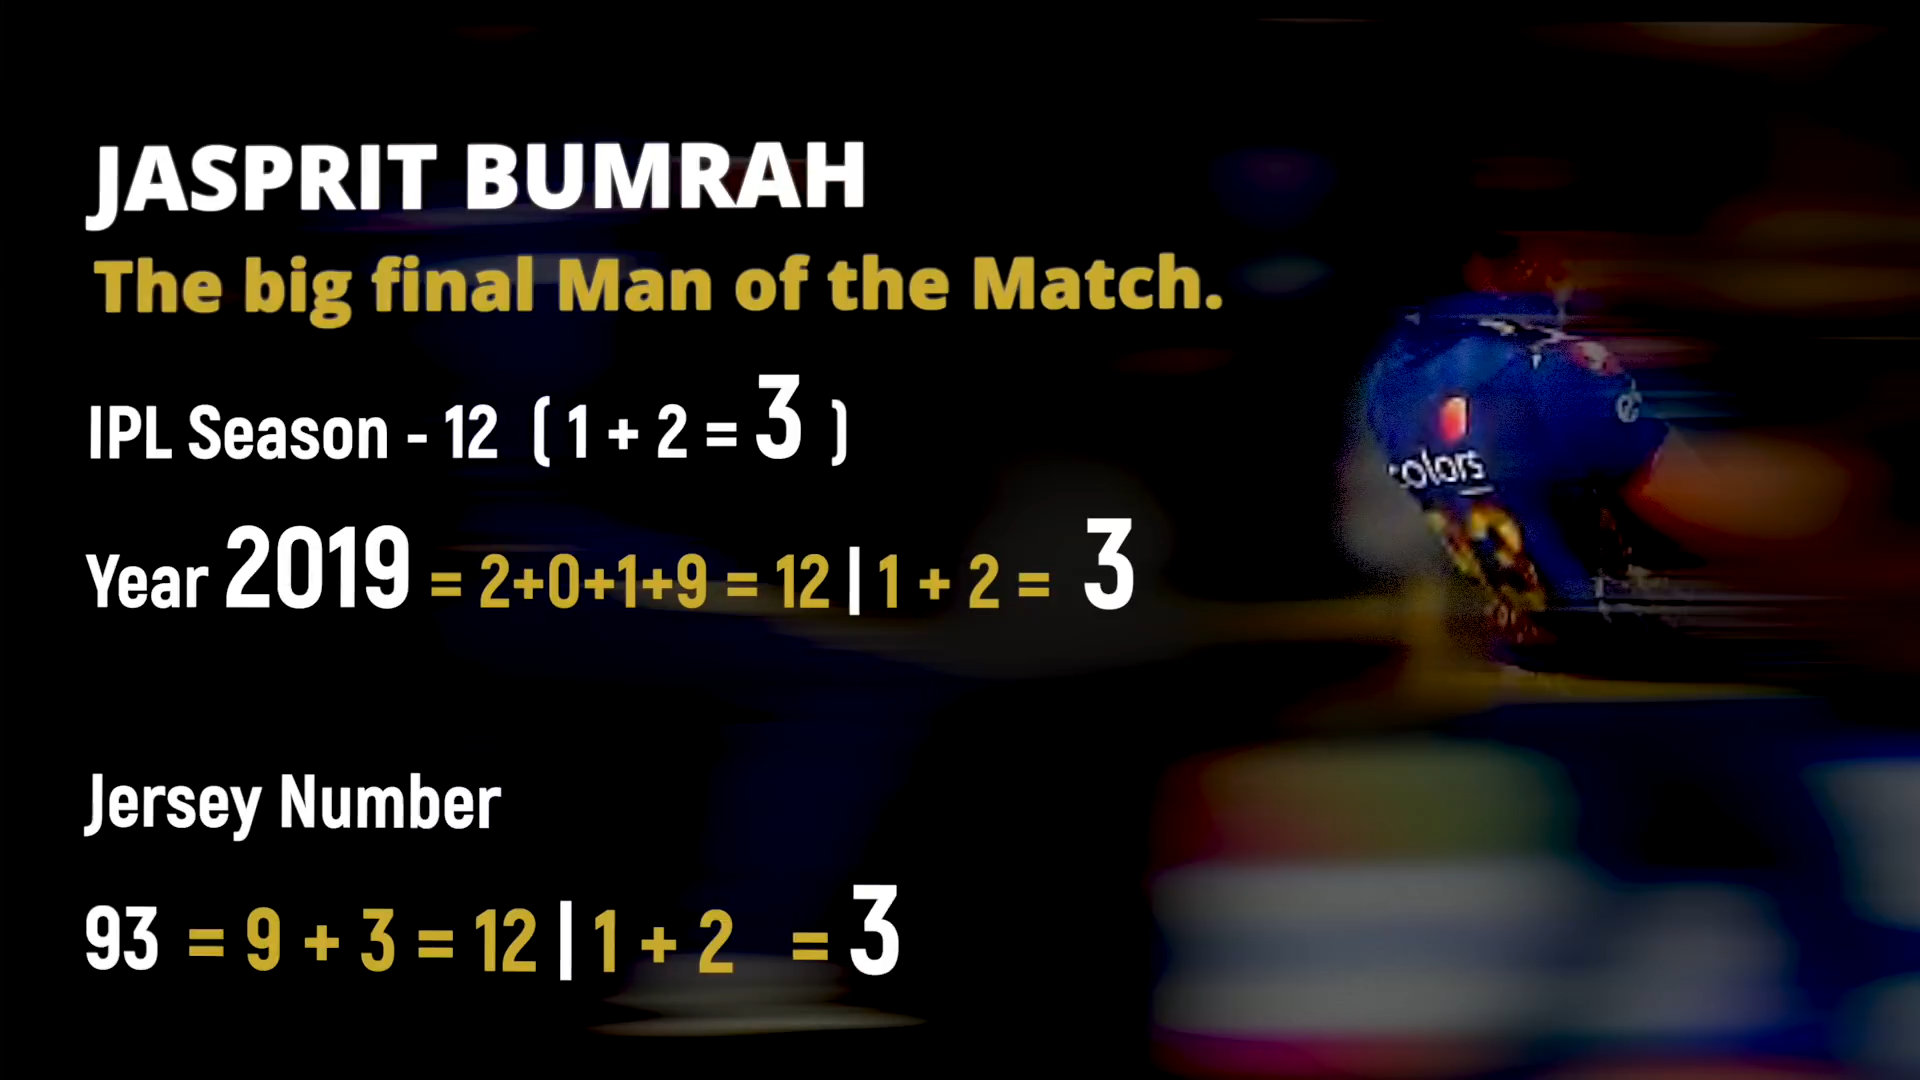 JASPRIT BUMRAH
The big final Man of the Match.
IPL Season - 12 ( 1 + 2 = 3 )
colors
Year 2019 = 2+0+1+9 = 12 | 1 + 2 = 3
Jersey Number
93 = 9 + 3 = 12 | 1 + 2 = 3